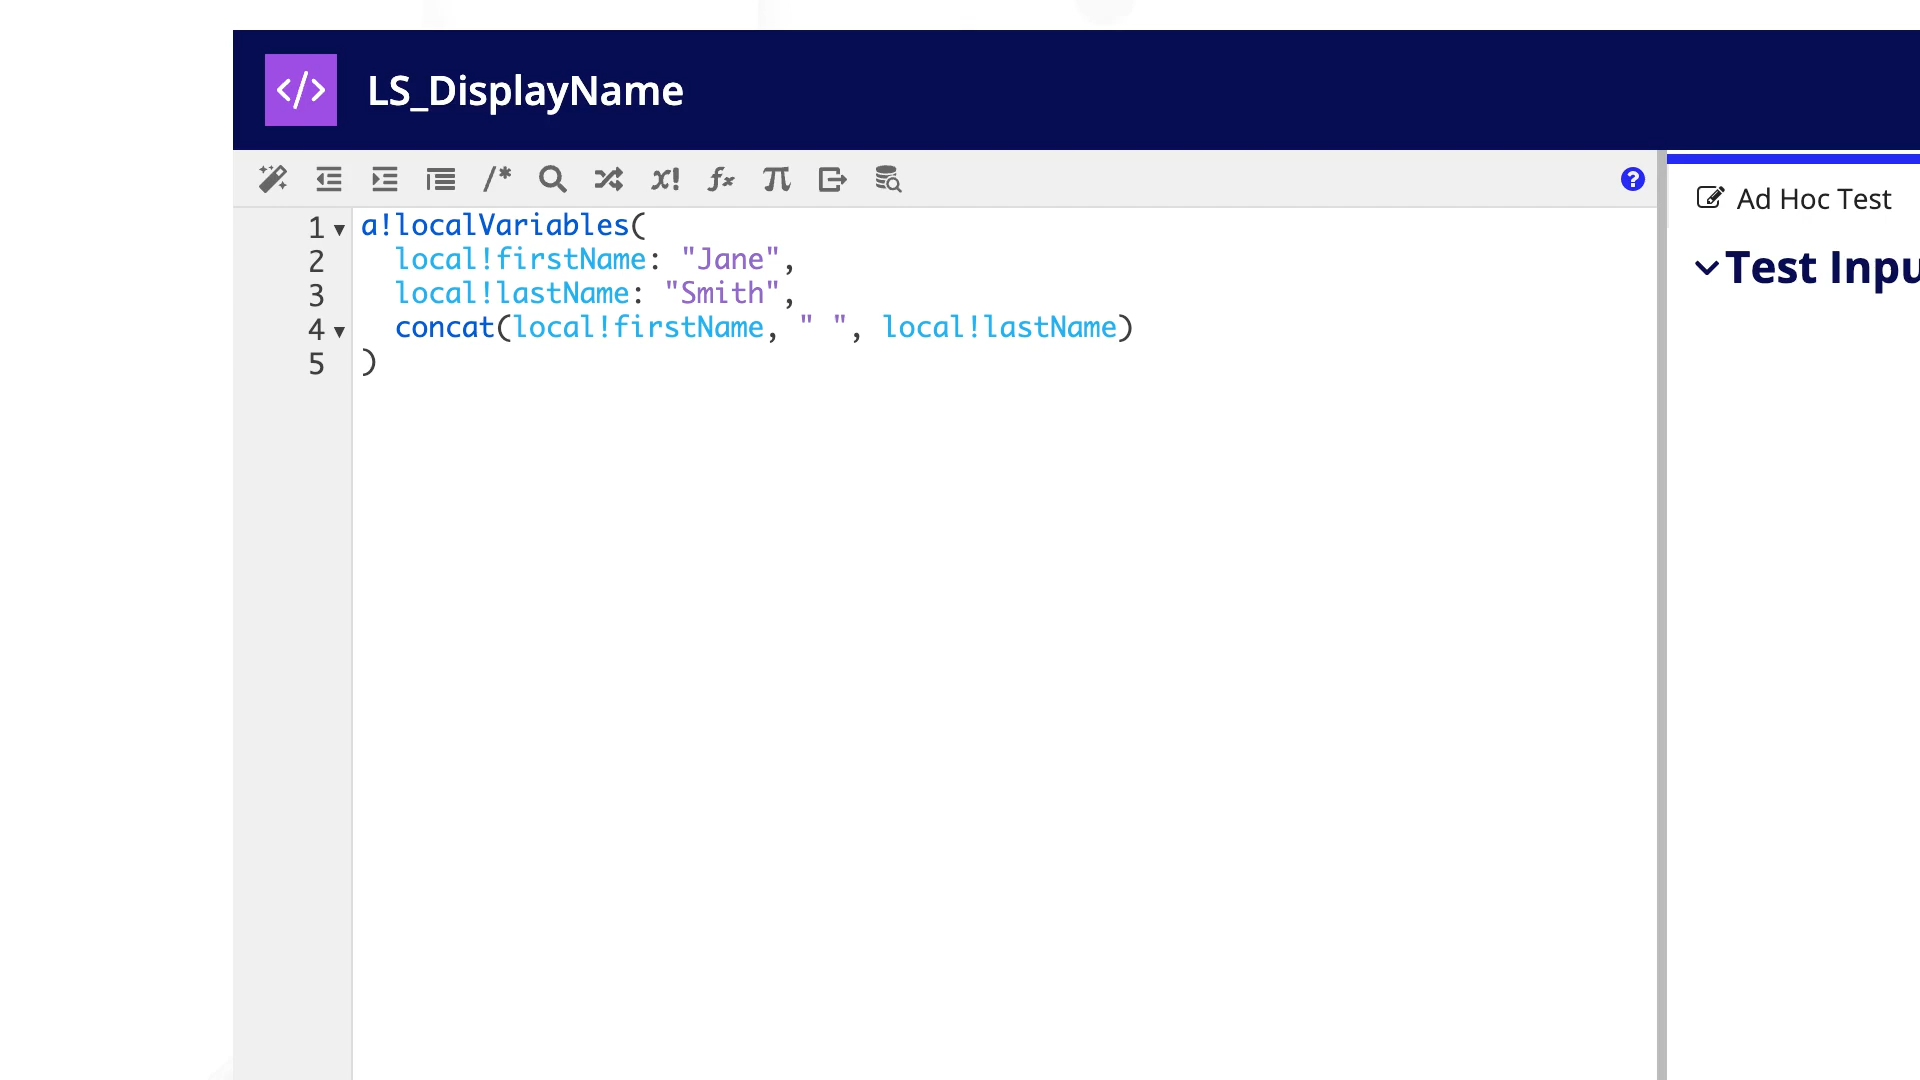 </> LS_DisplayName
/* x! fx π ?
Ad Hoc Test
Test Inpu
1 a!localVariables(
2   local!firstName: "Jane",
3   local!lastName: "Smith",
4   concat(local!firstName, " ", local!lastName)
5 )